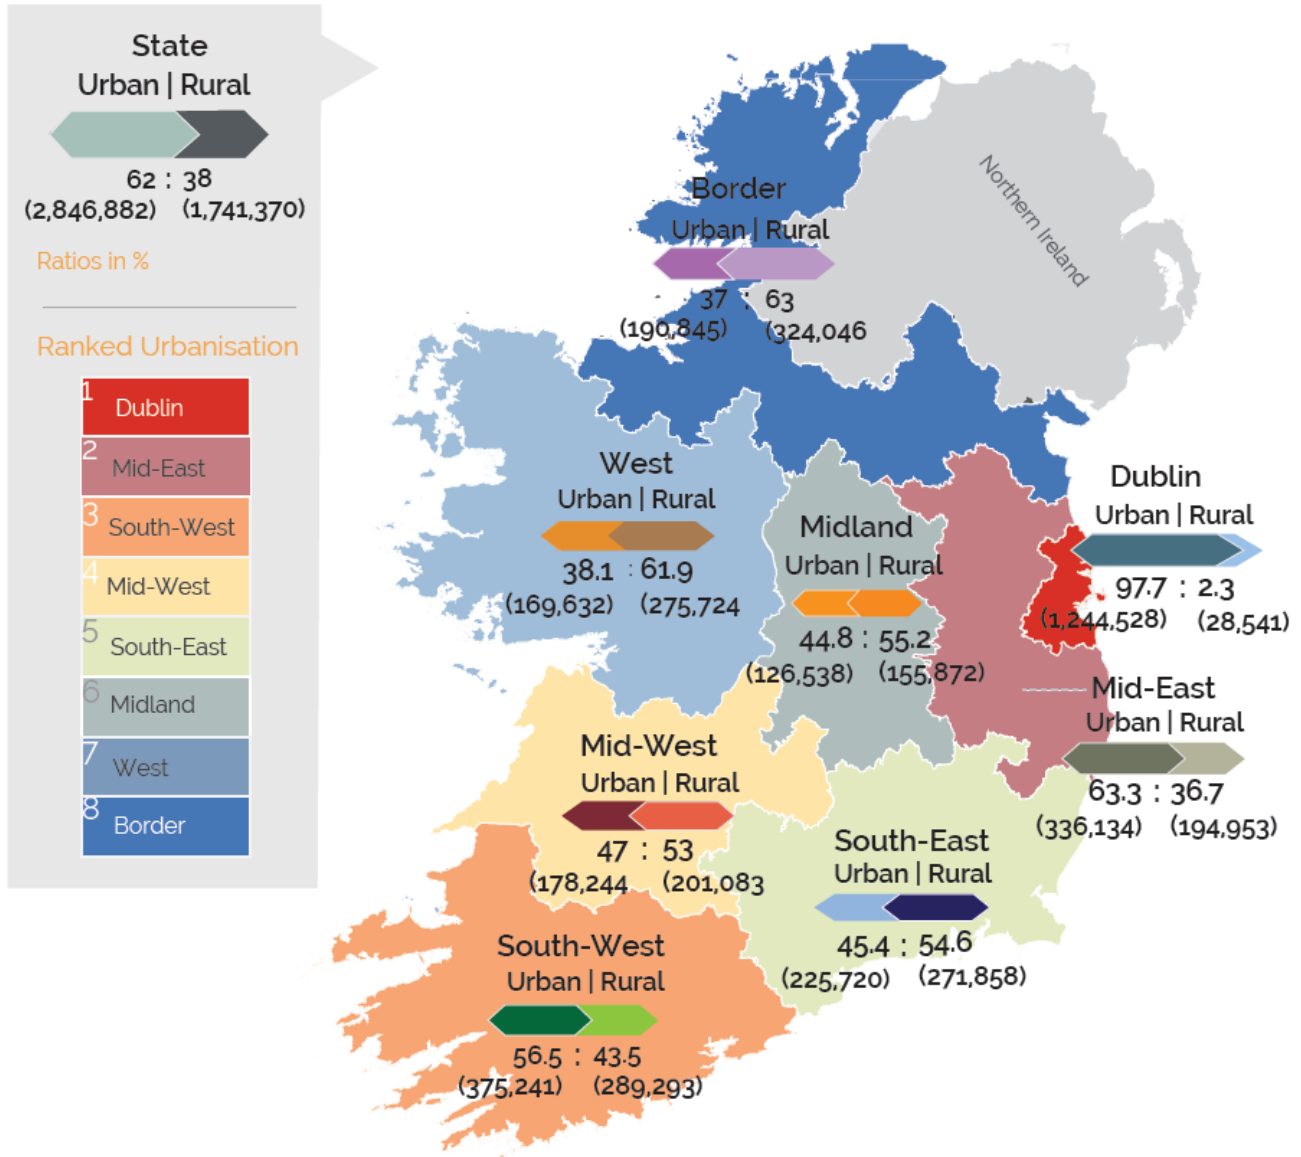 State
Urban | Rural
62 : 38
(2,846,882) (1,741,370)
Ratios in %
Ranked Urbanisation
1
Dublin
2
Mid-East
3
South-West
4
Mid-West
5
South-East
6
Midland
7
West
8
Border
Northern Ireland
Border
Urban | Rural
37 : 63
(190,845) (324,046
West
Urban | Rural
38.1 : 61.9
(169,632) (275,724
Midland
Urban | Rural
44.8 : 55.2
(126,538) (155,872)
Dublin
Urban | Rural
97.7 : 2.3
(1,244,528) (28,541)
Mid-East
Urban | Rural
63.3 : 36.7
(336,134) (194,953)
Mid-West
Urban | Rural
47 : 53
(178,244 (201,083
South-East
Urban | Rural
45.4 : 54.6
(225,720) (271,858)
South-West
Urban | Rural
56.5 : 43.5
(375,241) (289,293)